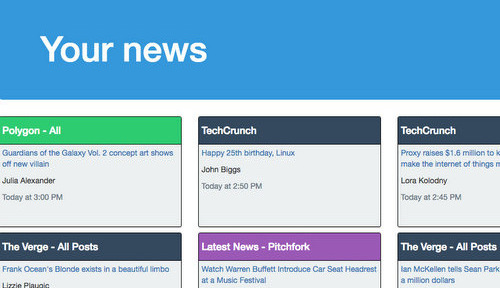 Your news
Polygon - All
Guardians of the Galaxy Vol. 2 concept art shows
off new villain
Julia Alexander
Today at 3:00 PM
TechCrunch
Happy 25th birthday, Linux
John Biggs
Today at 2:50 PM
TechCrunch
Proxy raises $1.6 million to k
make the internet of things m
Lora Kolodny
Today at 2:45 PM
The Verge - All Posts
Frank Ocean's Blonde exists in a beautiful limbo
Lizzie Plaugic
Latest News - Pitchfork
Watch Warren Buffett Introduce Car Seat Headrest
at a Music Festival
The Verge - All Posts
Ian McKellen tells Sean Park
a million dollars